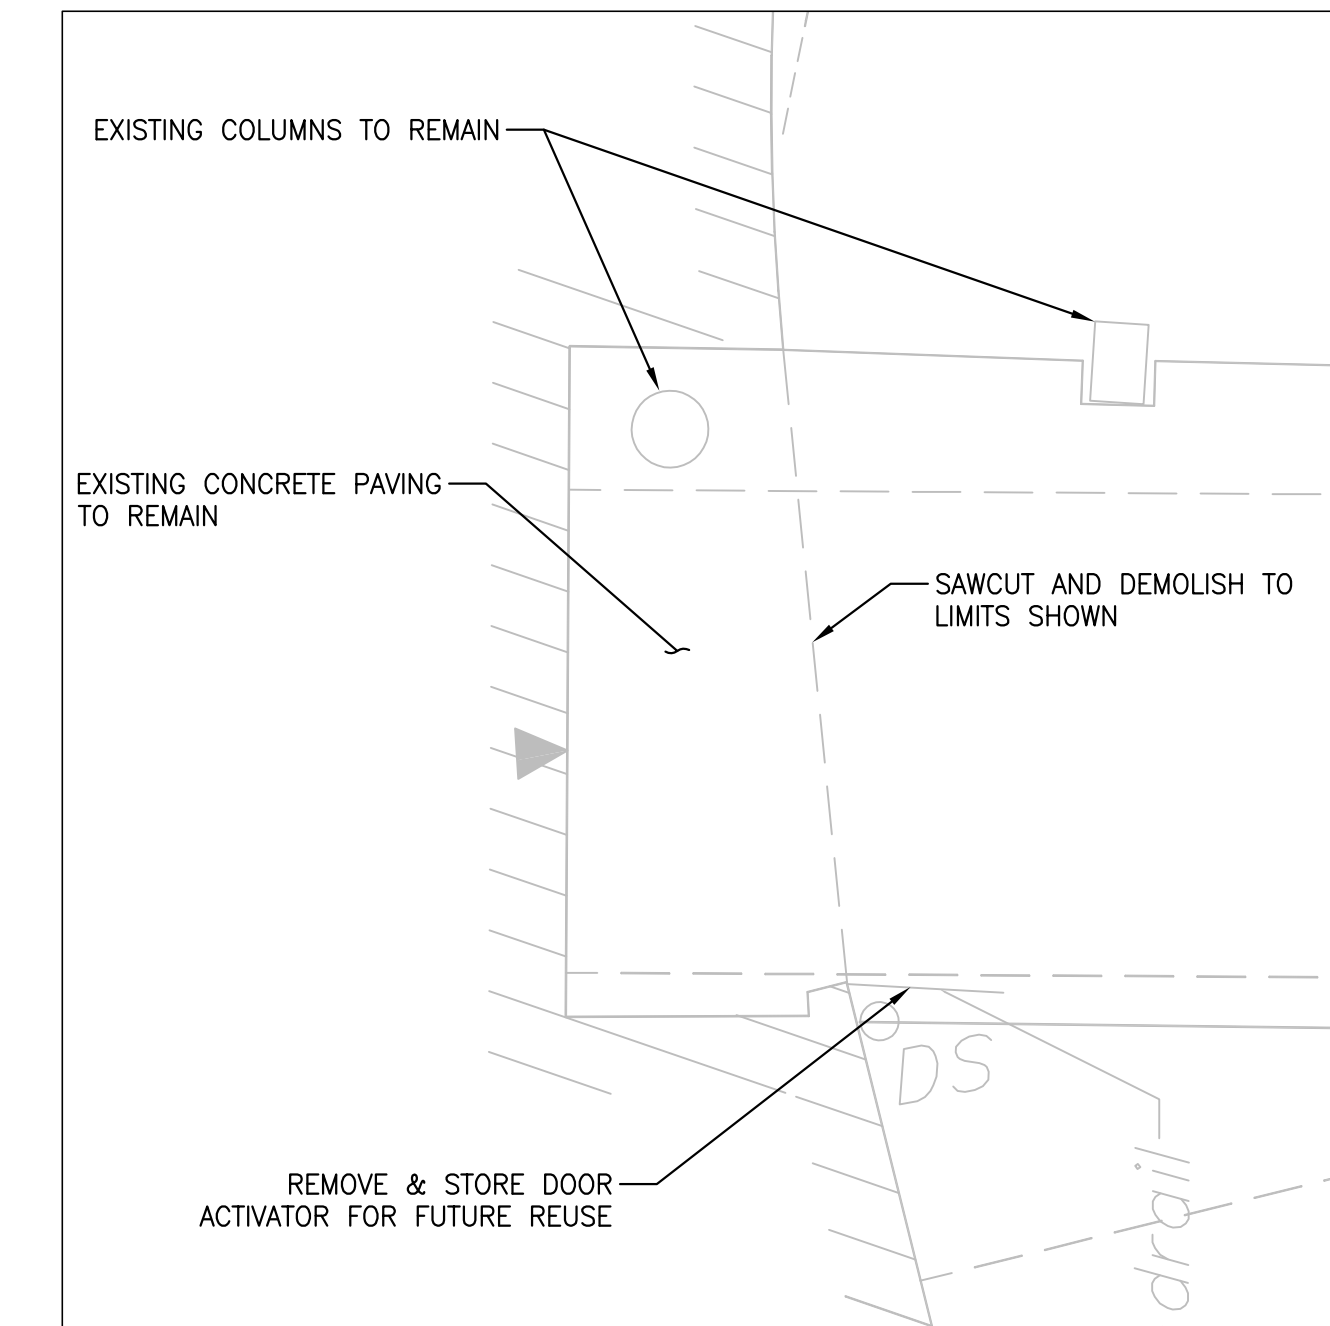 EXISTING COLUMNS TO REMAIN
EXISTING CONCRETE PAVING
TO REMAIN
SAWCUT AND DEMOLISH TO
LIMITS SHOWN
DS
REMOVE & STORE DOOR
ACTIVATOR FOR FUTURE REUSE